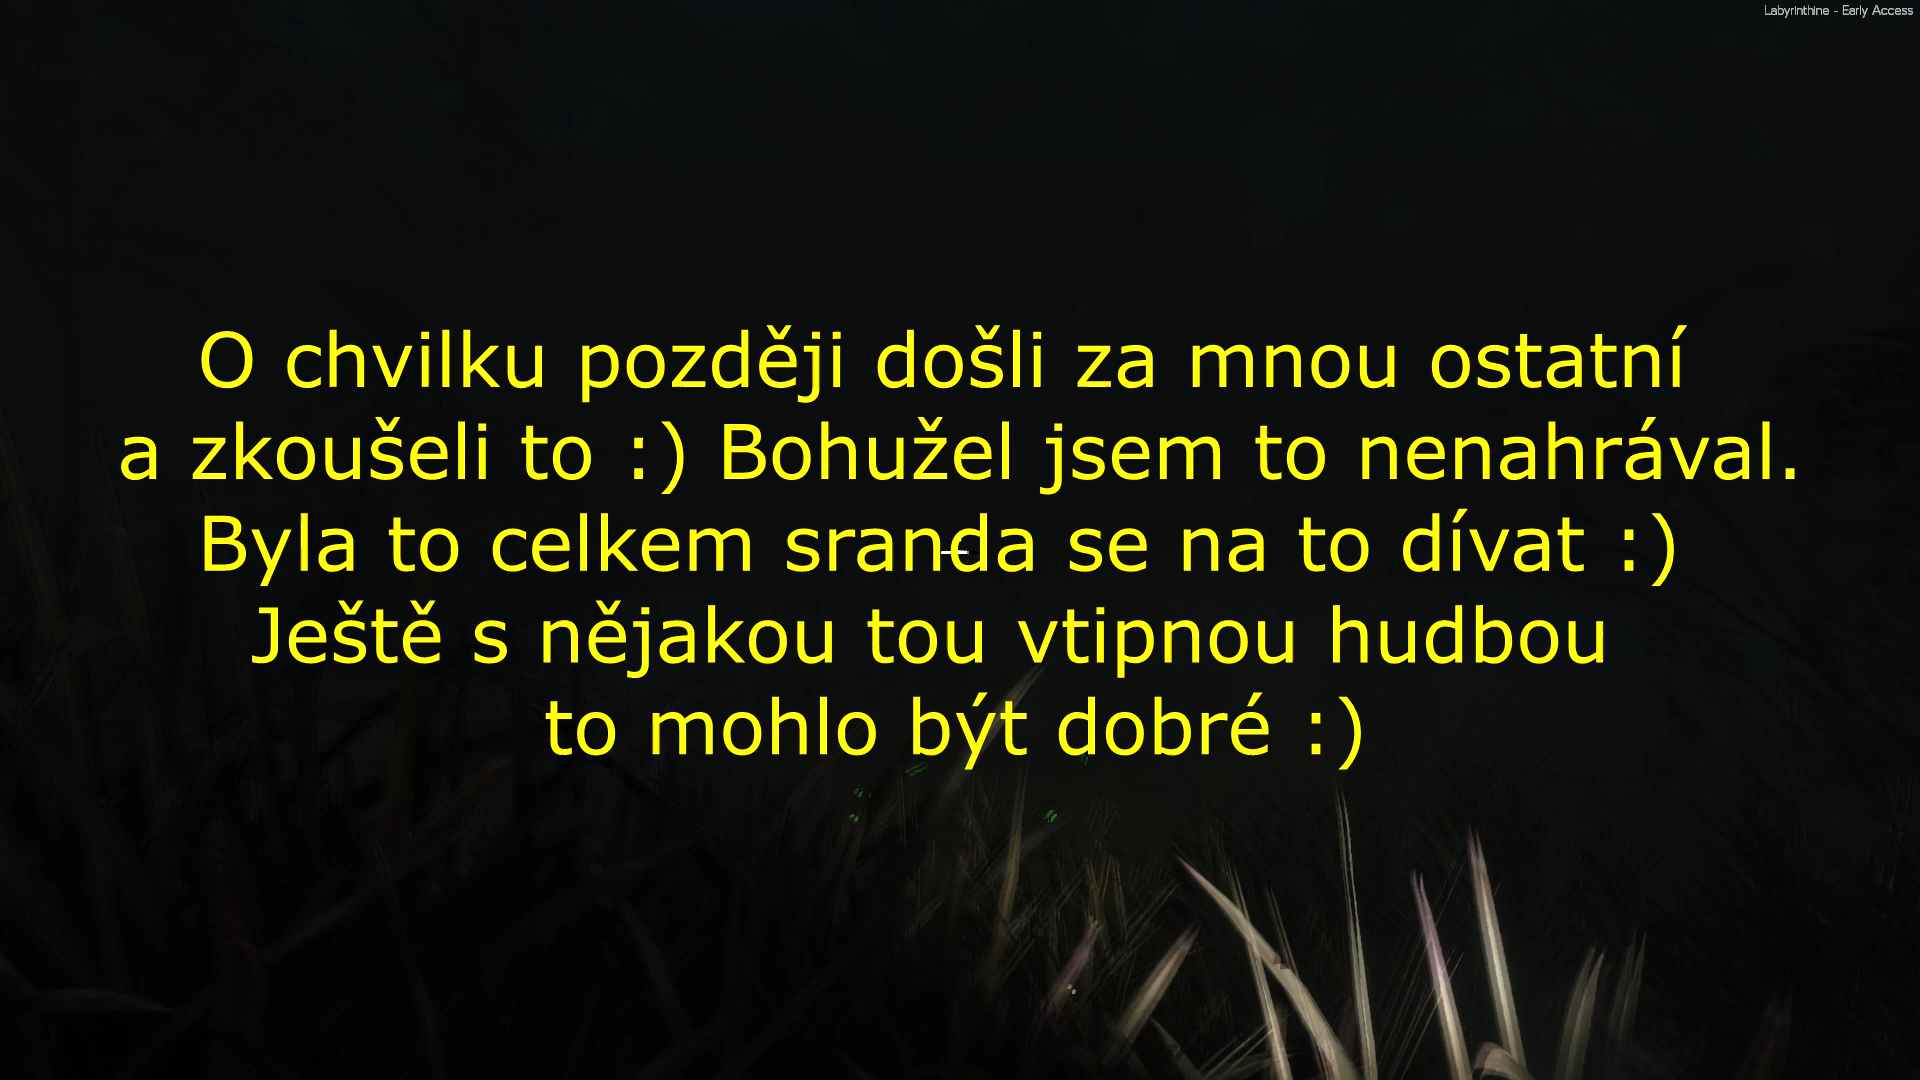 Labyrinthine - Early Access
O chvilku později došli za mnou ostatní
a zkoušeli to :) Bohužel jsem to nenahrával.
Byla to celkem sranda se na to dívat :)
Ještě s nějakou tou vtipnou hudbou
to mohlo být dobré :)